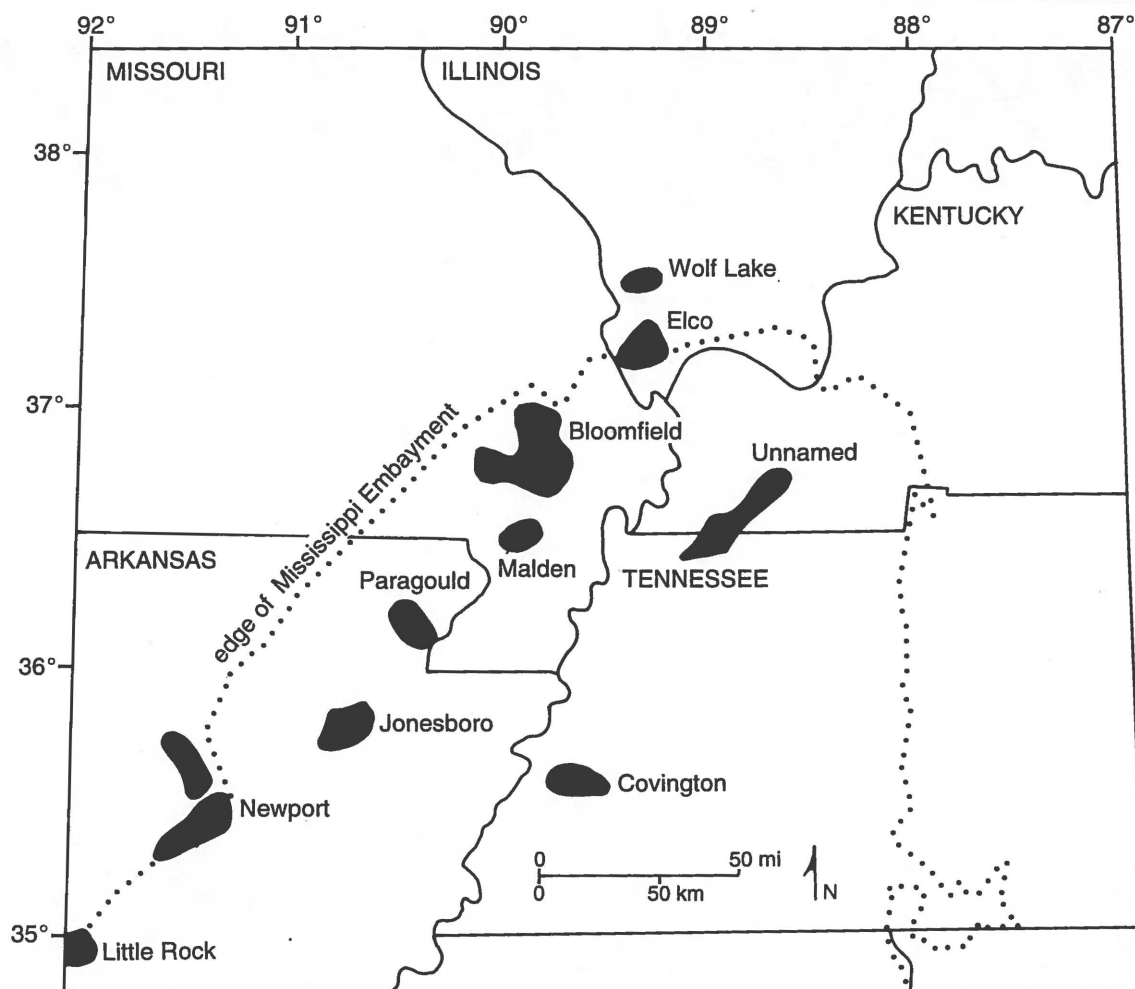 92° 91° 90° 89° 88° 87°
MISSOURI ILLINOIS
38°
KENTUCKY
Wolf Lake
Elco
37°
Bloomfield
edge of Mississippi Embayment
Unnamed
ARKANSAS
Malden
TENNESSEE
Paragould
36°
Jonesboro
Covington
Newport
0 50 mi
0 50 km
N
35°
Little Rock